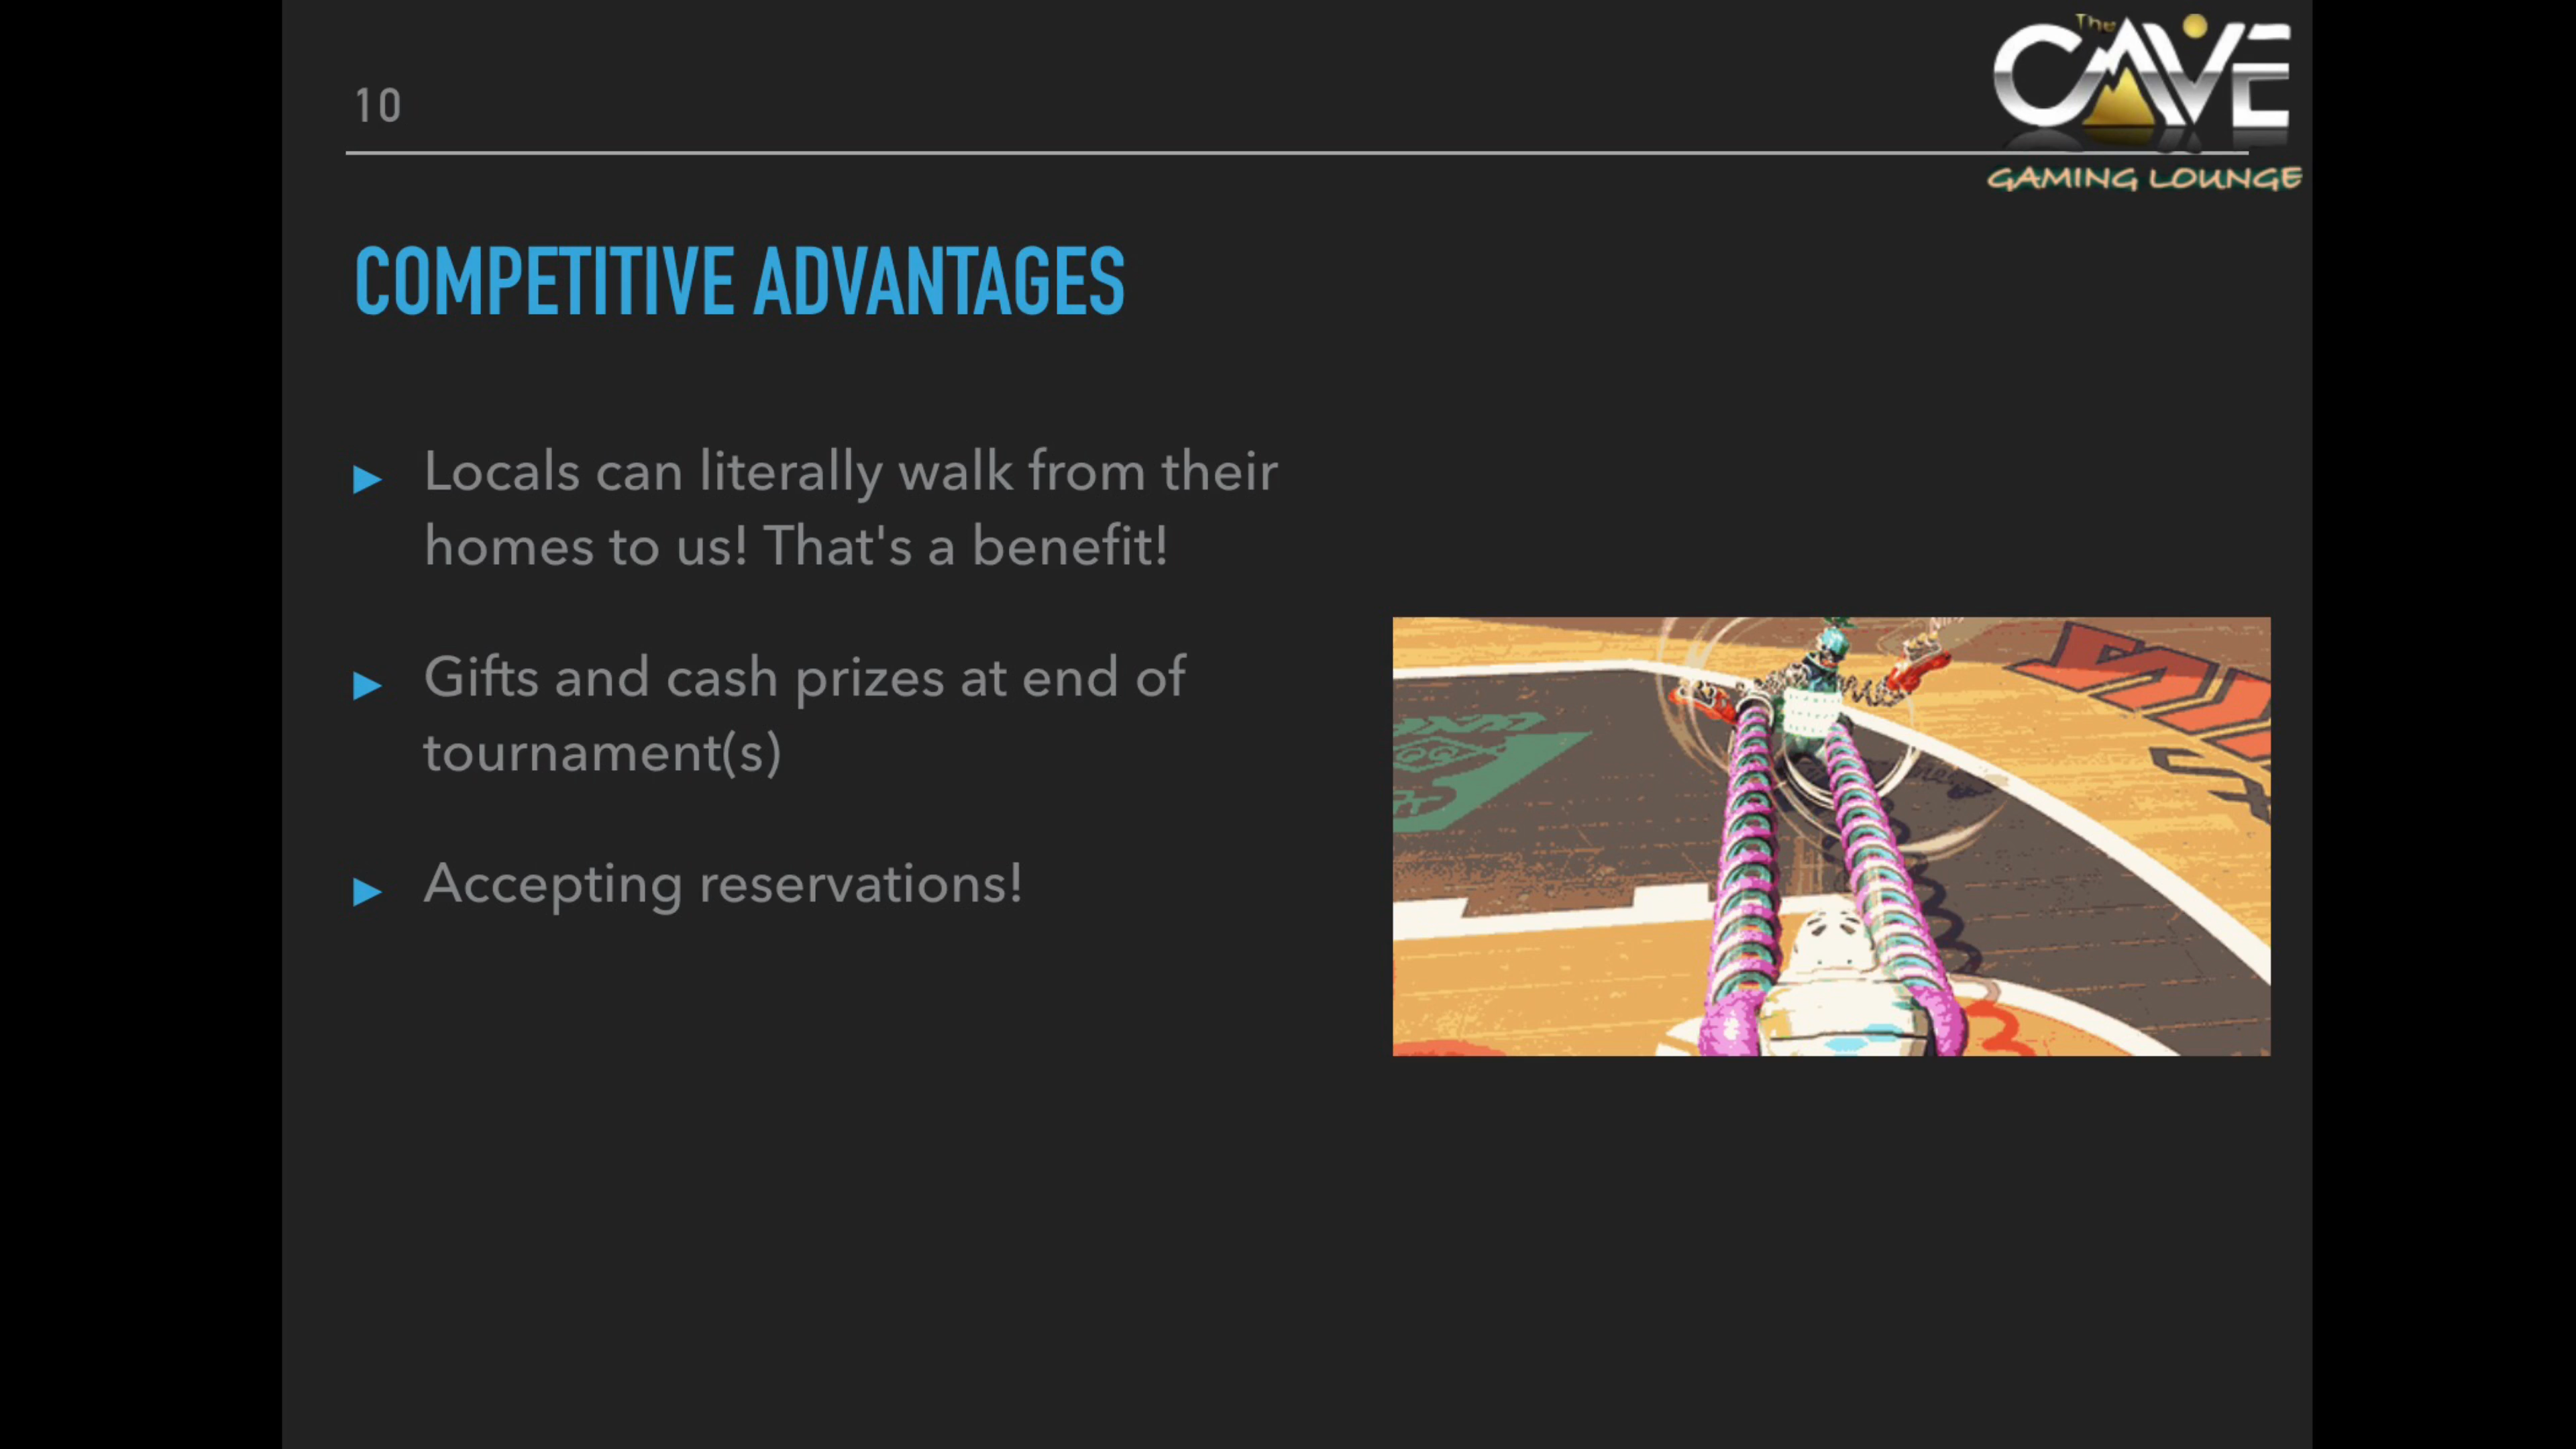 10
The
CAVE
GAMING LOUNGE
COMPETITIVE ADVANTAGES
Locals can literally walk from their
homes to us! That's a benefit!
Gifts and cash prizes at end of
tournament(s)
Accepting reservations!